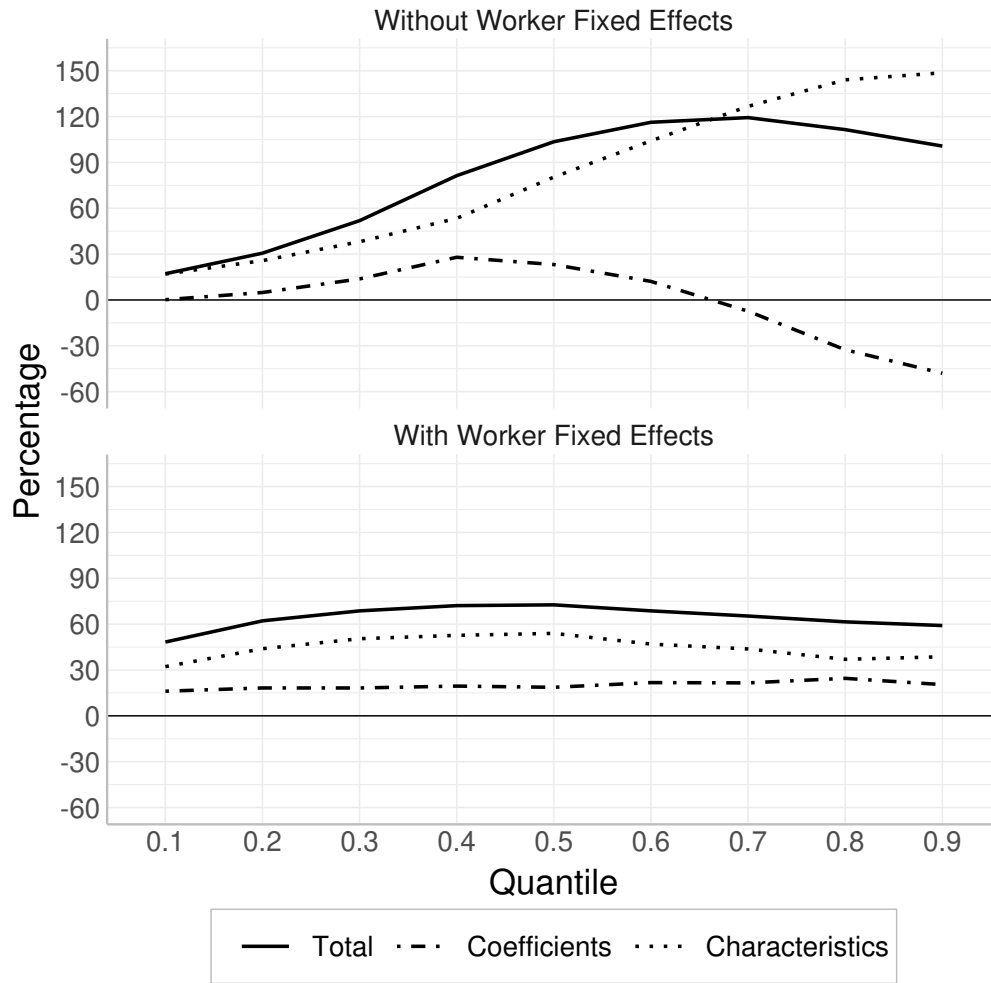 Without Worker Fixed Effects
150
120
90
60
30
0
-30
-60
Percentage
With Worker Fixed Effects
150
120
90
60
30
0
-30
-60
0.1 0.2 0.3 0.4 0.5 0.6 0.7 0.8 0.9
Quantile
Total Coefficients Characteristics